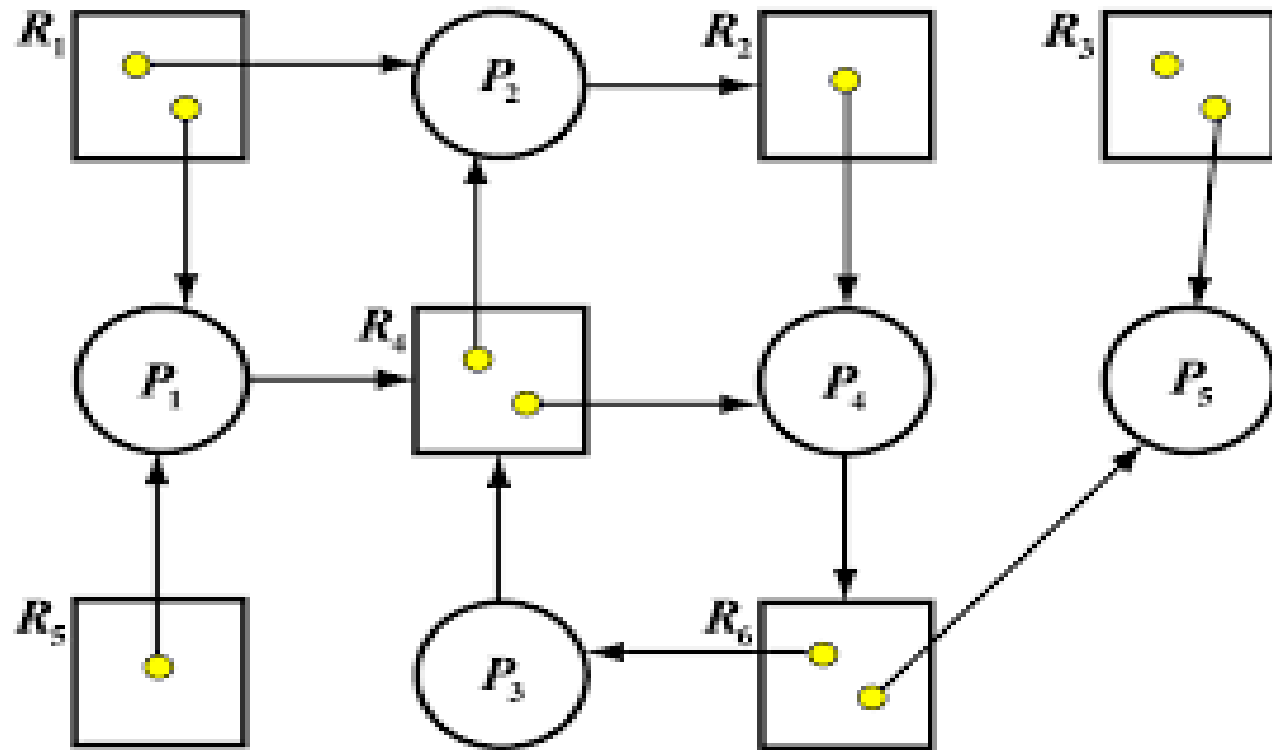 R₁ P₂ R₂ R₃
P₁ R₄ P₄ P₅
R₅ P₃ R₆